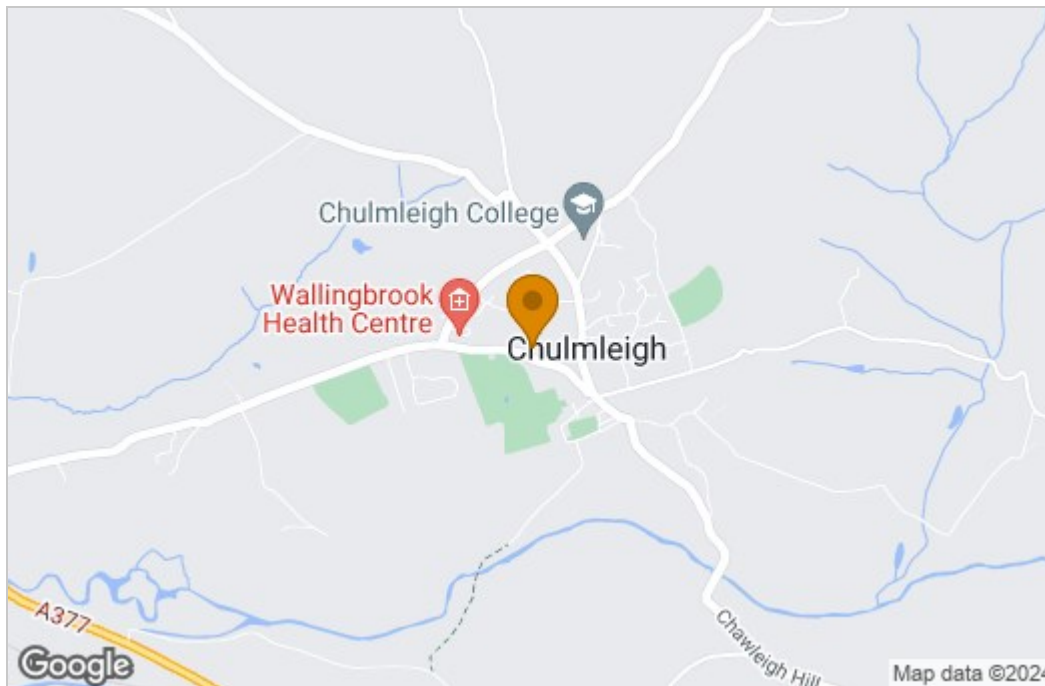 Chulmleigh College
Wallingbrook
Health Centre
Chulmleigh
A377
Chawleigh Hill
Google
Map data ©2024